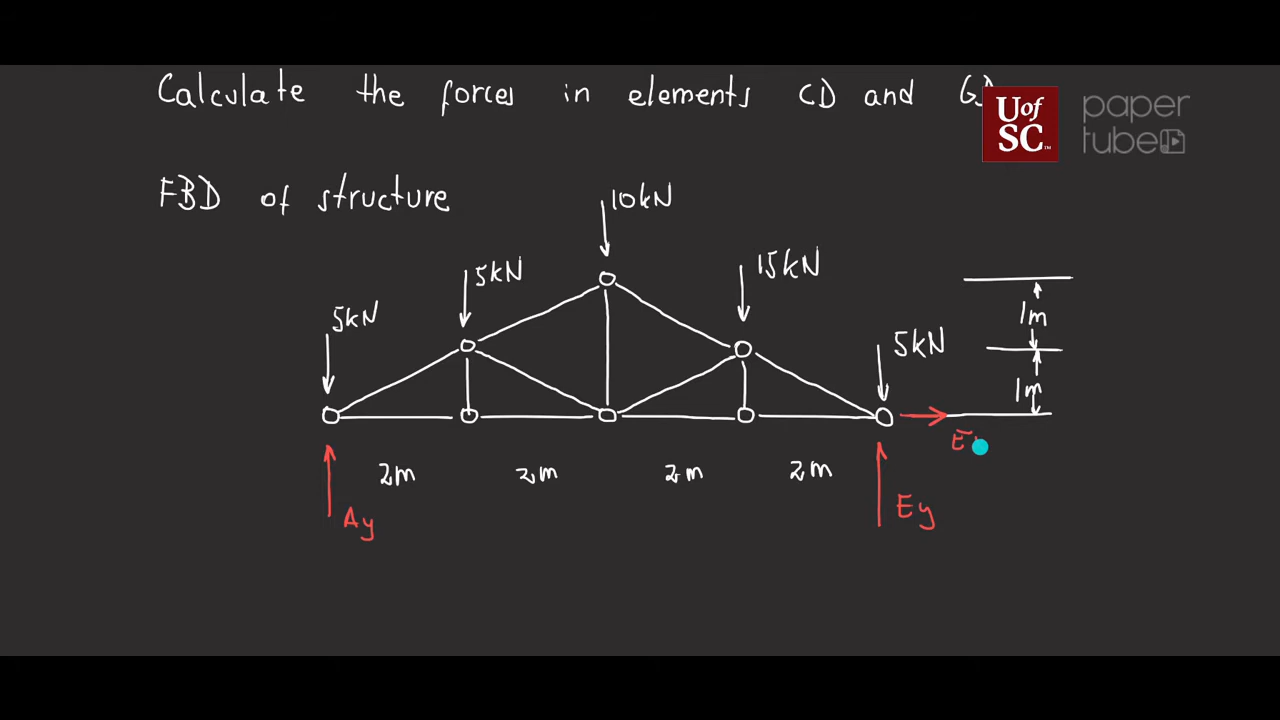 Calculate the forces in elements CD and GD
UofSC
paper tube
FBD of structure
10kN
5kN
15kN
5kN
5kN
1m
1m
2m
2m
2m
2m
Ay
Ey